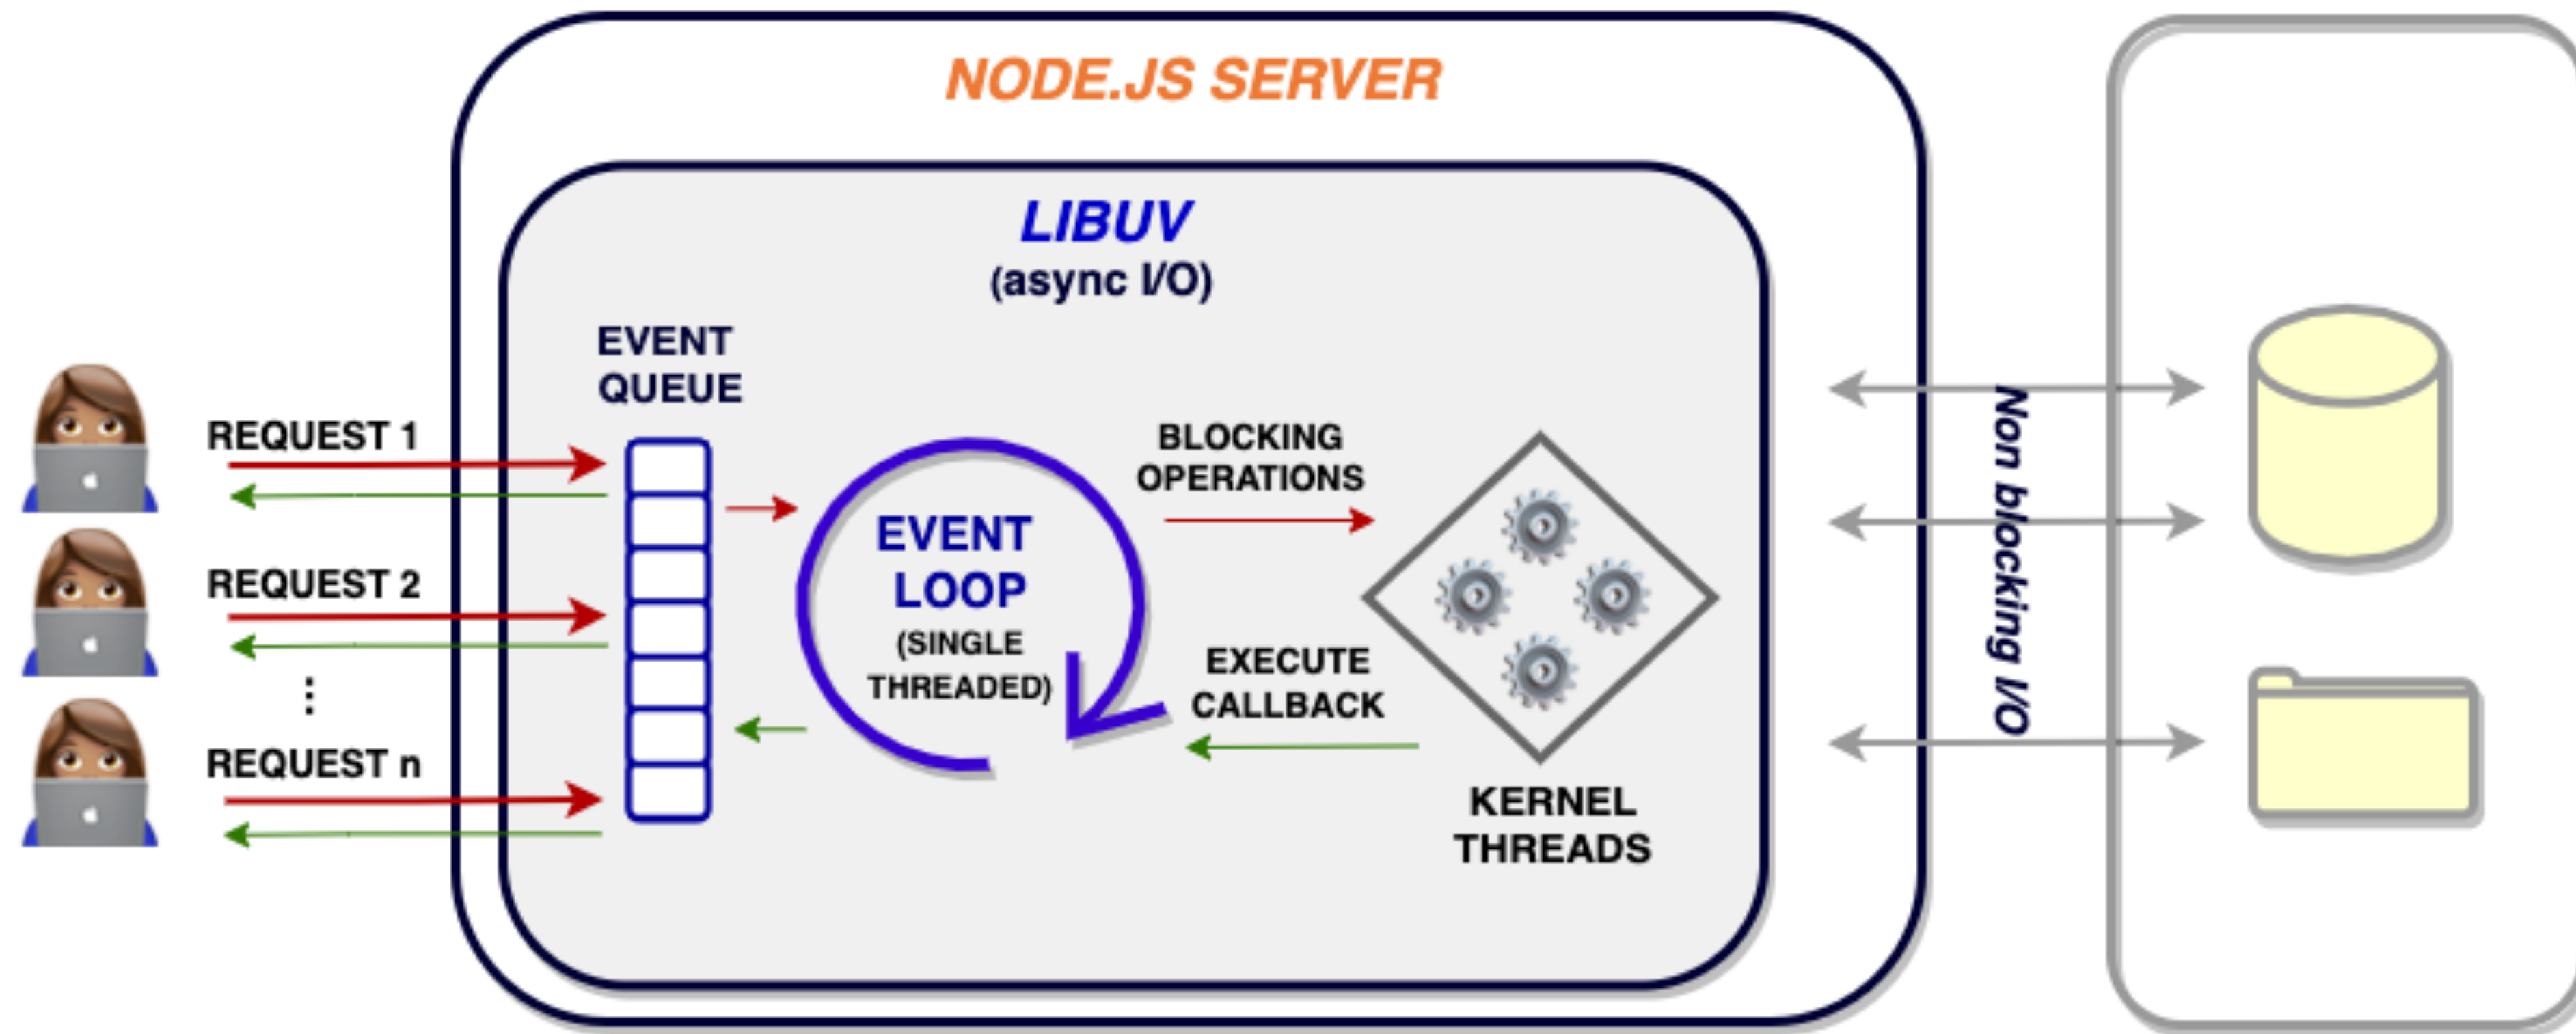 NODE.JS SERVER
LIBUV
(async I/O)
EVENT
QUEUE
REQUEST 1
REQUEST 2
⋮
REQUEST n
EVENT
LOOP
(SINGLE
THREADED)
BLOCKING
OPERATIONS
EXECUTE
CALLBACK
KERNEL
THREADS
Non blocking I/O